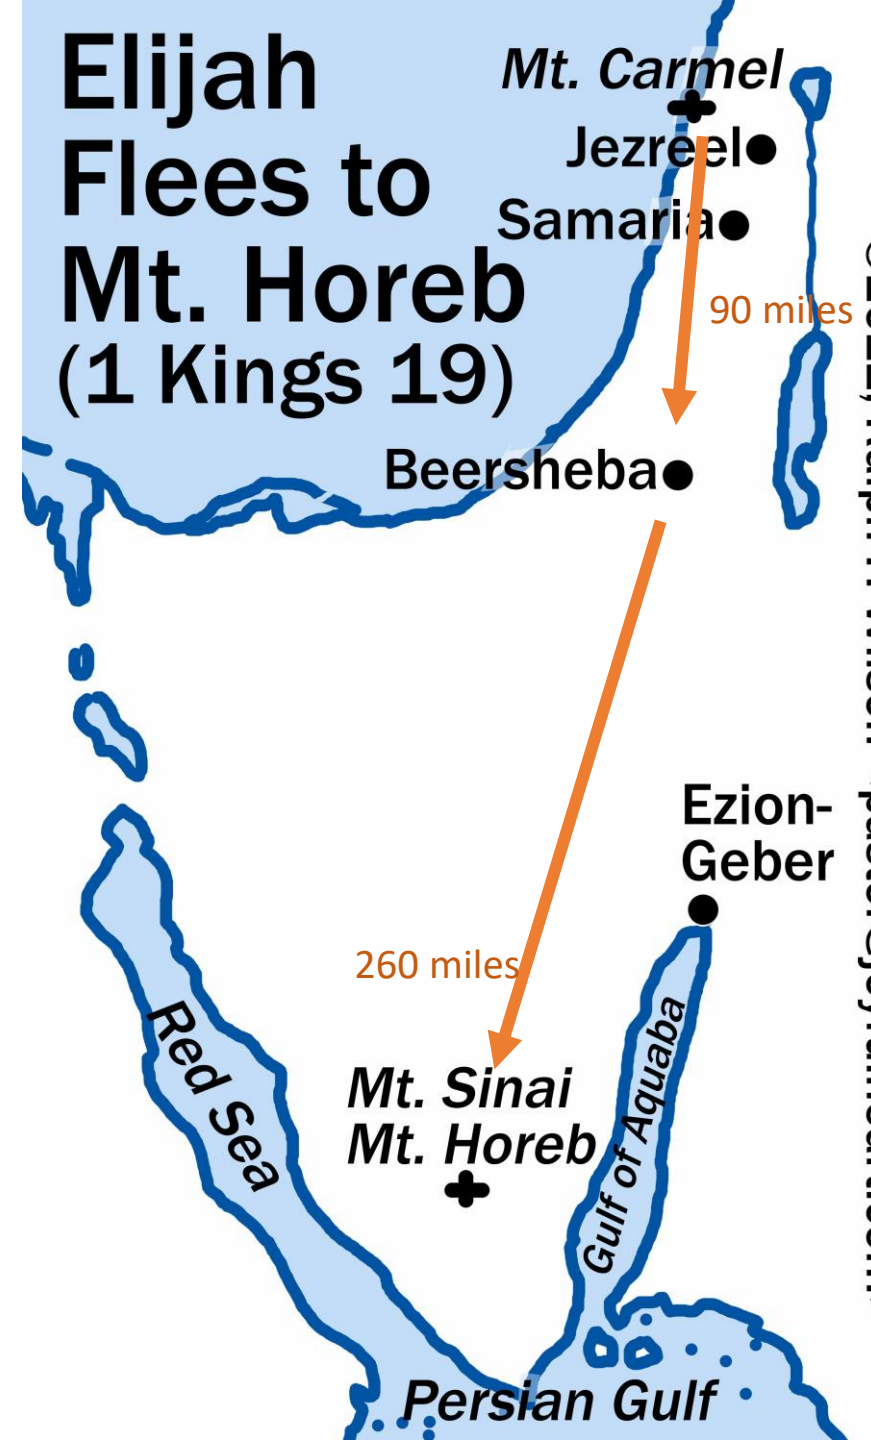 Elijah
Flees to
Mt. Horeb
(1 Kings 19)
Mt. Carmel
Jezreel
Samaria
90 miles
Beersheba
Ezion-
Geber
260 miles
Red Sea
Mt. Sinai
Mt. Horeb
Gulf of Aquaba
Persian Gulf